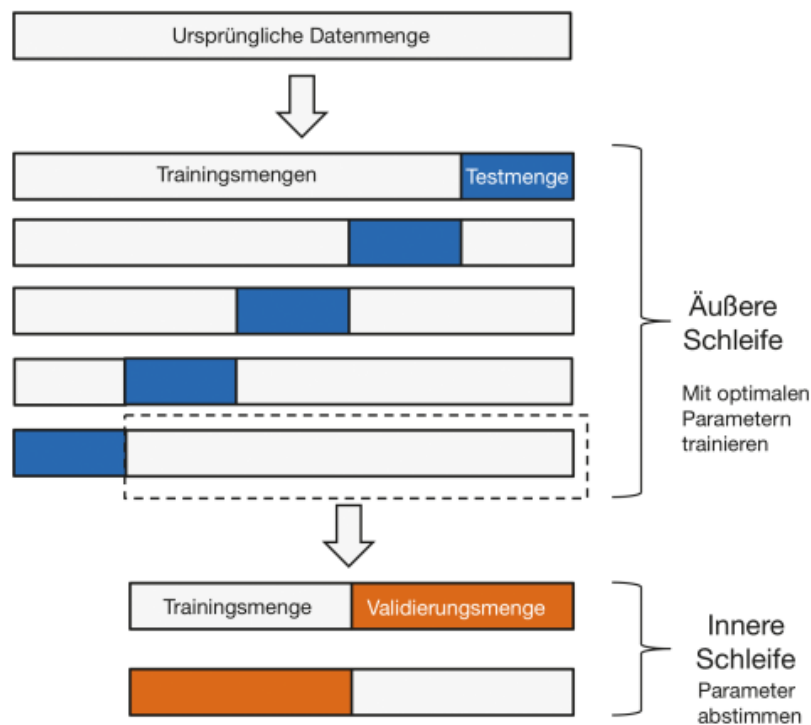 Ursprüngliche Datenmenge
Trainingsmengen
Testmenge
Äußere
Schleife
Mit optimalen
Parametern
trainieren
Trainingsmenge
Validierungsmenge
Innere
Schleife
Parameter
abstimmen